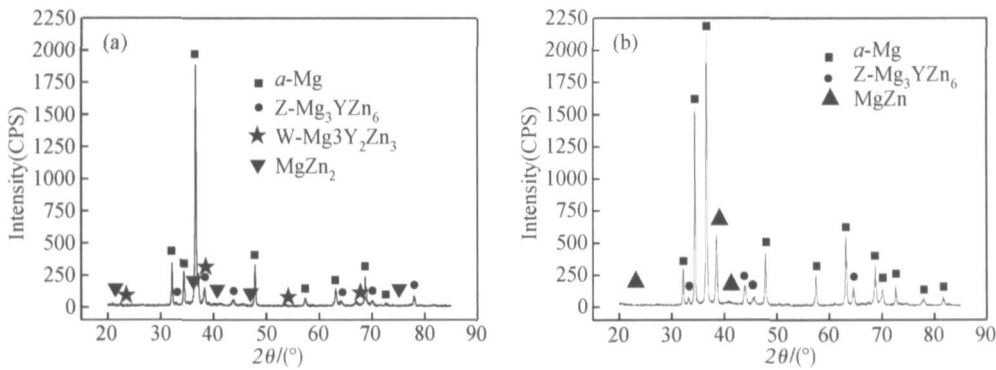 2250
2000
1750
1500
1250
1000
750
500
250
0
Intensity(CPS)
(a)
■ a-Mg
● Z-Mg₃YZn₆
★ W-Mg3Y₂Zn₃
▼ MgZn₂
20 30 40 50 60 70 80 90
2θ/(°)
2250
2000
1750
1500
1250
1000
750
500
250
0
Intensity(CPS)
(b)
■ a-Mg
● Z-Mg₃YZn₆
▲ MgZn
20 30 40 50 60 70 80 90
2θ/(°)